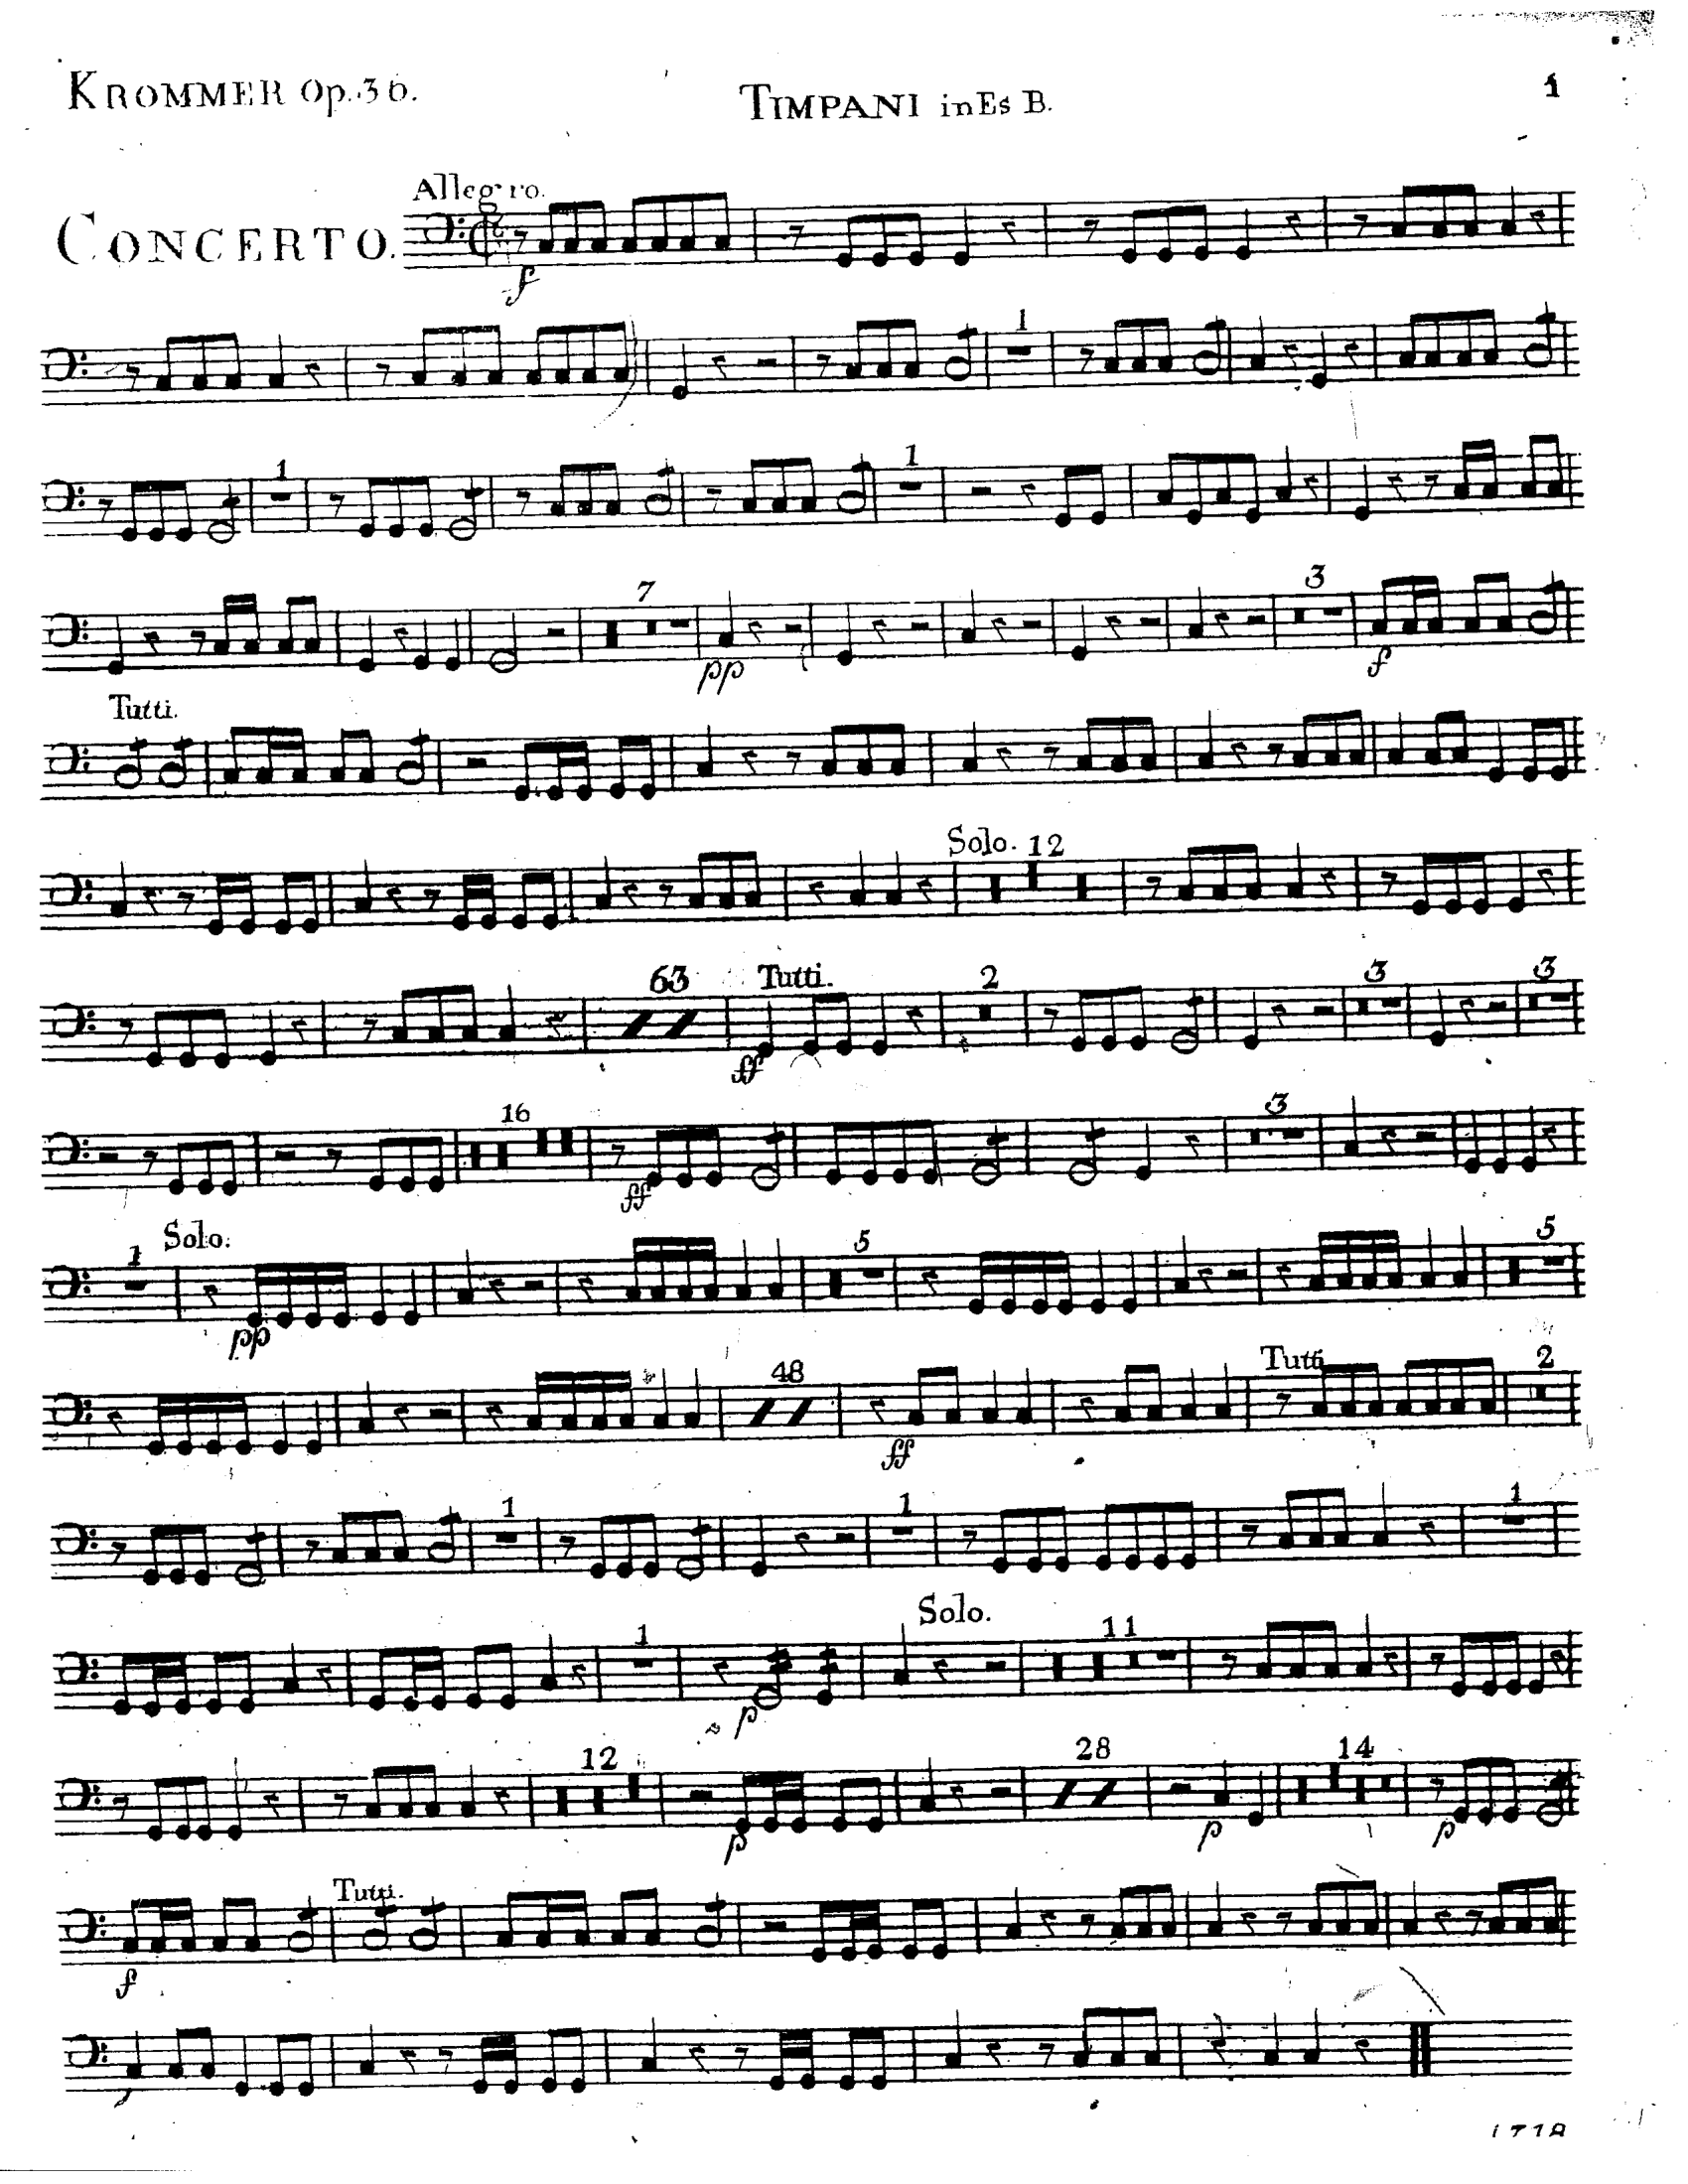 KROMMER Op. 36.
TIMPANI in Es B.
1
Allegro.
CONCERTO.
f
1
1
1
7
3
pp
f
Tutti.
Solo. 12
63
Tutti.
2
3
3
ff
16
3
ff
1
Solo.
5
5
pp
48
Tutti
2
ff
1
1
1
Solo.
1
11
p
12
28
14
p
p
p
Tutti.
f